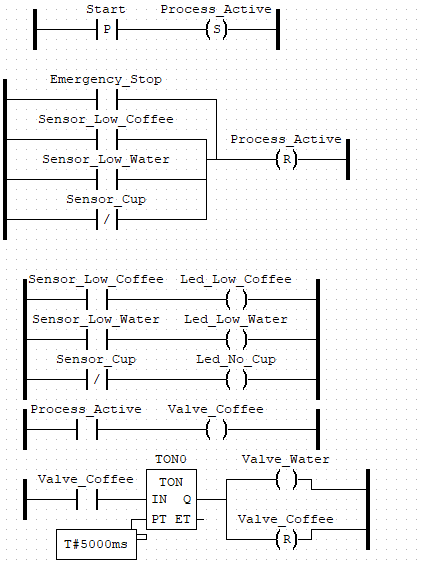 Start Process_Active
P S
Emergency_Stop
Sensor_Low_Coffee
Process_Active
Sensor_Low_Water
R
Sensor_Cup
/
Sensor_Low_Coffee Led_Low_Coffee
Sensor_Low_Water Led_Low_Water
Sensor_Cup Led_No_Cup
/
Process_Active Valve_Coffee
TON0 Valve_Water
Valve_Coffee TON
IN Q
PT ET Valve_Coffee
T#5000ms R